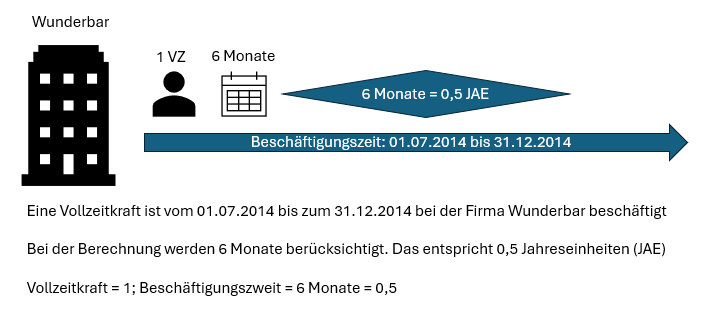 Wunderbar
1 VZ
6 Monate
6 Monate = 0,5 JAE
Beschäftigungszeit: 01.07.2014 bis 31.12.2014
Eine Vollzeitkraft ist vom 01.07.2014 bis zum 31.12.2014 bei der Firma Wunderbar beschäftigt
Bei der Berechnung werden 6 Monate berücksichtigt. Das entspricht 0,5 Jahreseinheiten (JAE)
Vollzeitkraft = 1; Beschäftigungszweit = 6 Monate = 0,5